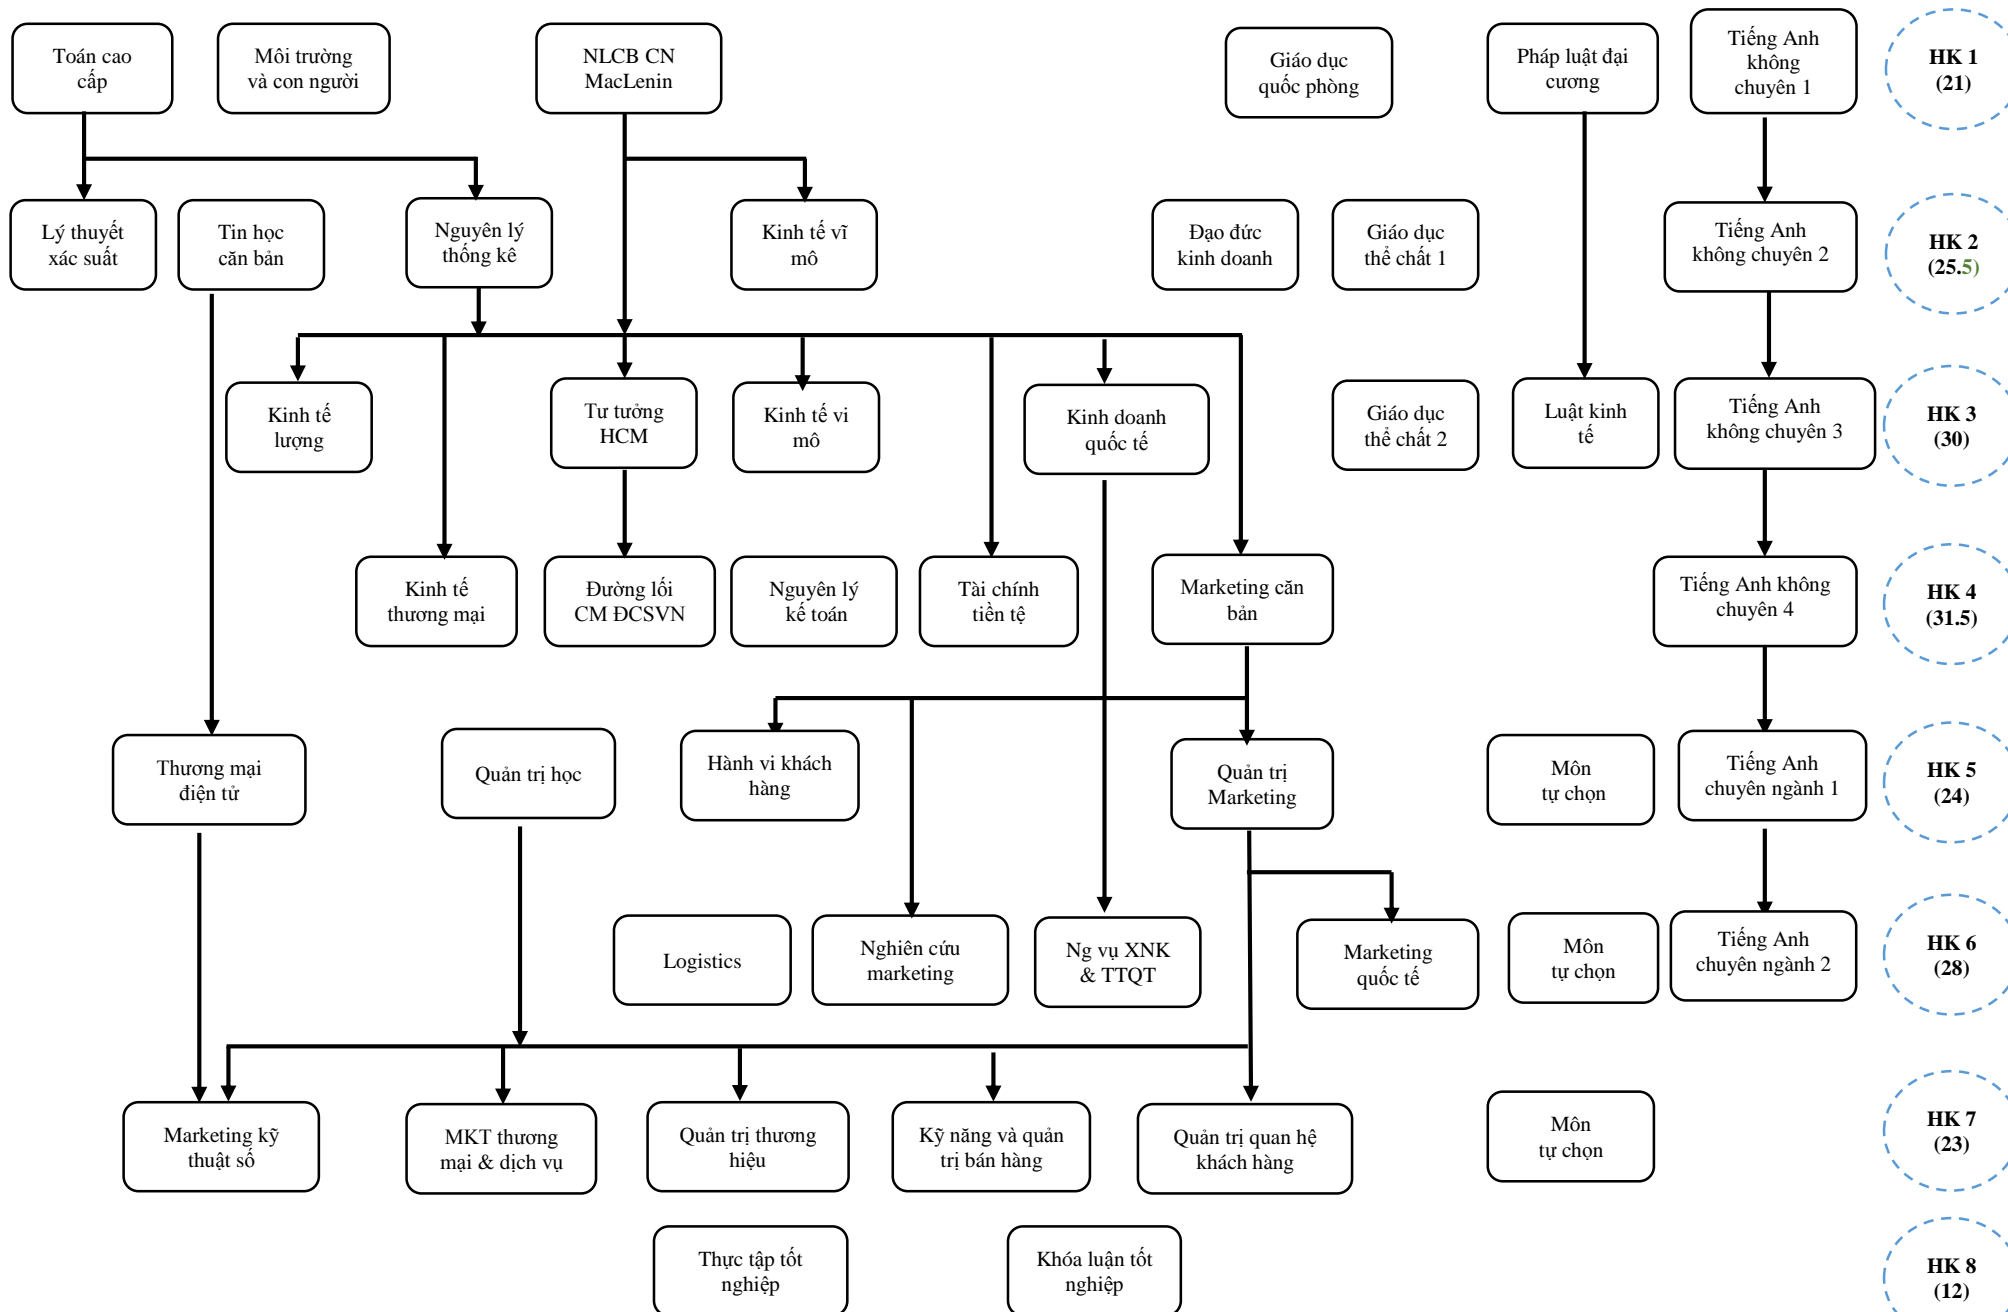 Toán cao
cấp
Môi trường
và con người
NLCB CN
MacLenin
Giáo dục
quốc phòng
Pháp luật đại
cương
Tiếng Anh
không
chuyên 1
HK 1
(21)
Lý thuyết
xác suất
Tin học
căn bản
Nguyên lý
thống kê
Kinh tế vĩ
mô
Đạo đức
kinh doanh
Giáo dục
thể chất 1
Tiếng Anh
không chuyên 2
HK 2
(25.5)
Kinh tế
lượng
Tư tưởng
HCM
Kinh tế vi
mô
Kinh doanh
quốc tế
Giáo dục
thể chất 2
Luật kinh
tế
Tiếng Anh
không chuyên 3
HK 3
(30)
Kinh tế
thương mại
Đường lối
CM ĐCSVN
Nguyên lý
kế toán
Tài chính
tiền tệ
Marketing căn
bản
Tiếng Anh không
chuyên 4
HK 4
(31.5)
Thương mại
điện tử
Quản trị học
Hành vi khách
hàng
Quản trị
Marketing
Môn
tự chọn
Tiếng Anh
chuyên ngành 1
HK 5
(24)
Logistics
Nghiên cứu
marketing
Ng vụ XNK
& TTQT
Marketing
quốc tế
Môn
tự chọn
Tiếng Anh
chuyên ngành 2
HK 6
(28)
Marketing kỹ
thuật số
MKT thương
mại & dịch vụ
Quản trị thương
hiệu
Kỹ năng và quản
trị bán hàng
Quản trị quan hệ
khách hàng
Môn
tự chọn
HK 7
(23)
Thực tập tốt
nghiệp
Khóa luận tốt
nghiệp
HK 8
(12)